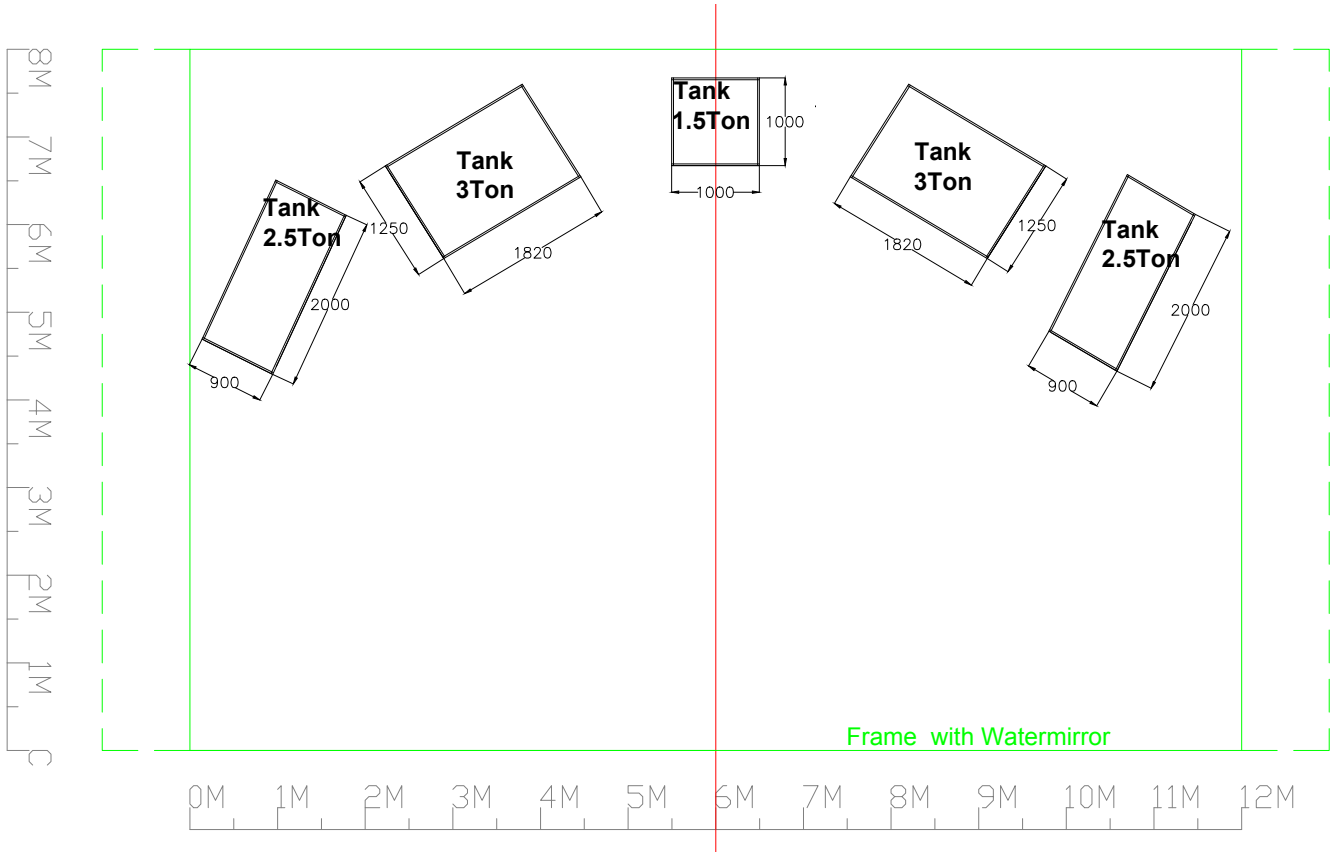 8M
7M
6M
5M
4M
3M
2M
1M
C
Tank
2.5Ton
2000
900
Tank
3Ton
1250
1820
Tank
1.5Ton
1000
1000
Tank
3Ton
1820
1250
Tank
2.5Ton
2000
900
Frame with Watermirror
0M 1M 2M 3M 4M 5M 6M 7M 8M 9M 10M 11M 12M